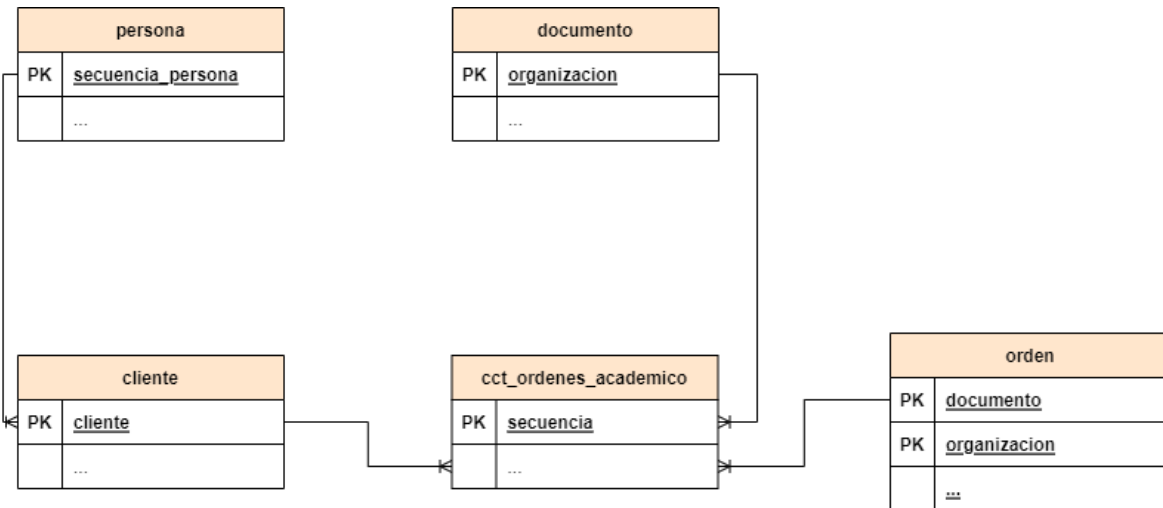 persona
PK secuencia_persona
...
documento
PK organizacion
...
cliente
PK cliente
...
cct_ordenes_academico
PK secuencia
...
orden
PK documento
PK organizacion
...